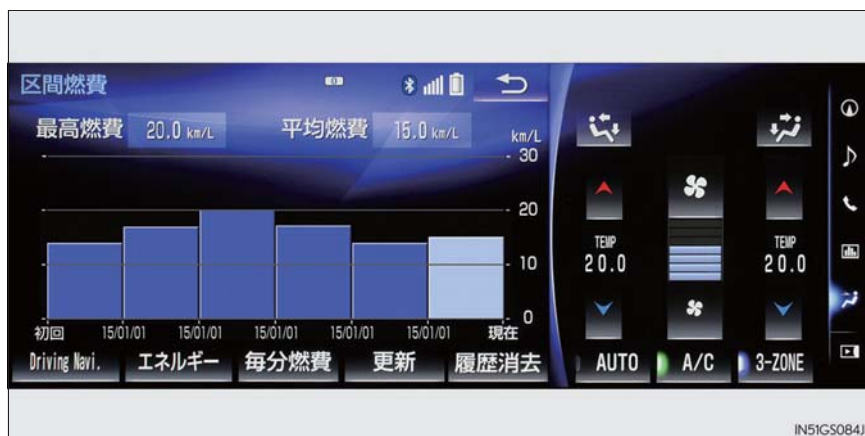 区間燃費
最高燃費 20.0 km/L 平均燃費 15.0 km/L km/L
30
20
10
0
初回 15/01/01 15/01/01 15/01/01 15/01/01 15/01/01 現在
Driving Navi. エネルギー 毎分燃費 更新 履歴消去
TEMP TEMP
20.0 20.0
AUTO A/C 3-ZONE
IN51GS084J